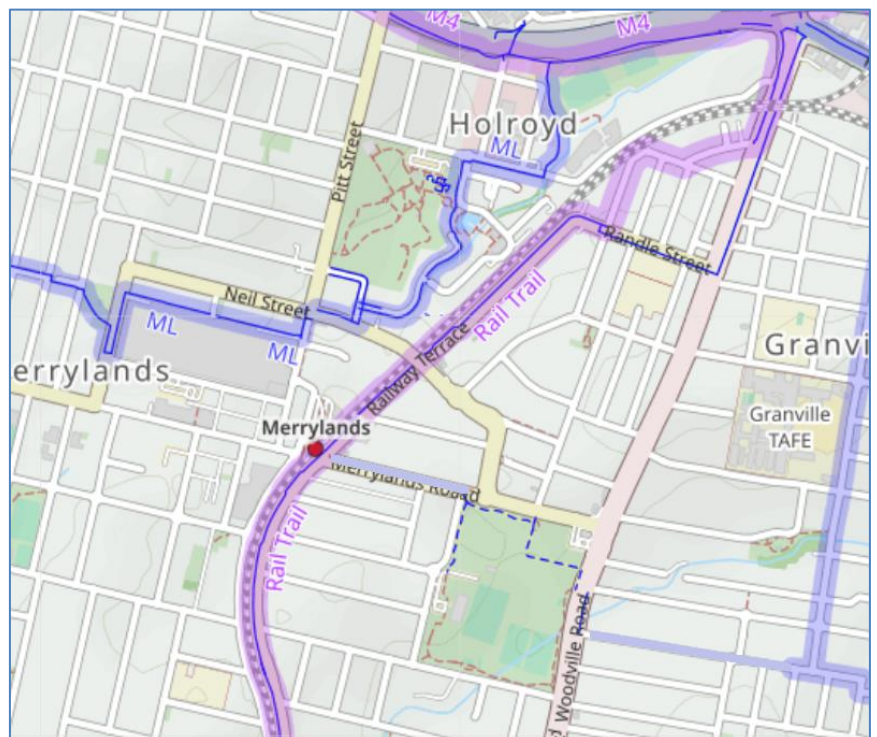 M4
M4
Holroyd
ML
Pitt Street
Randle Street
Neil Street
Rail Trail
ML
ML
Granvi
errylands
Railway Terrace
Granville
TAFE
Merrylands
Merrylands Road
Rail Trail
d Woodville Road